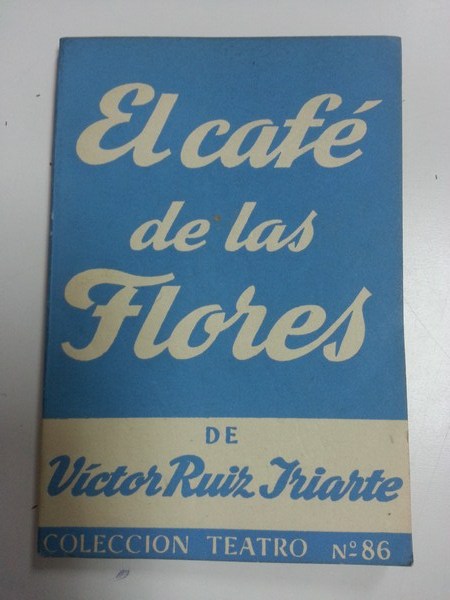 El café
de las
Flores
DE
Víctor Ruiz Iriarte
COLECCION TEATRO Nº 86